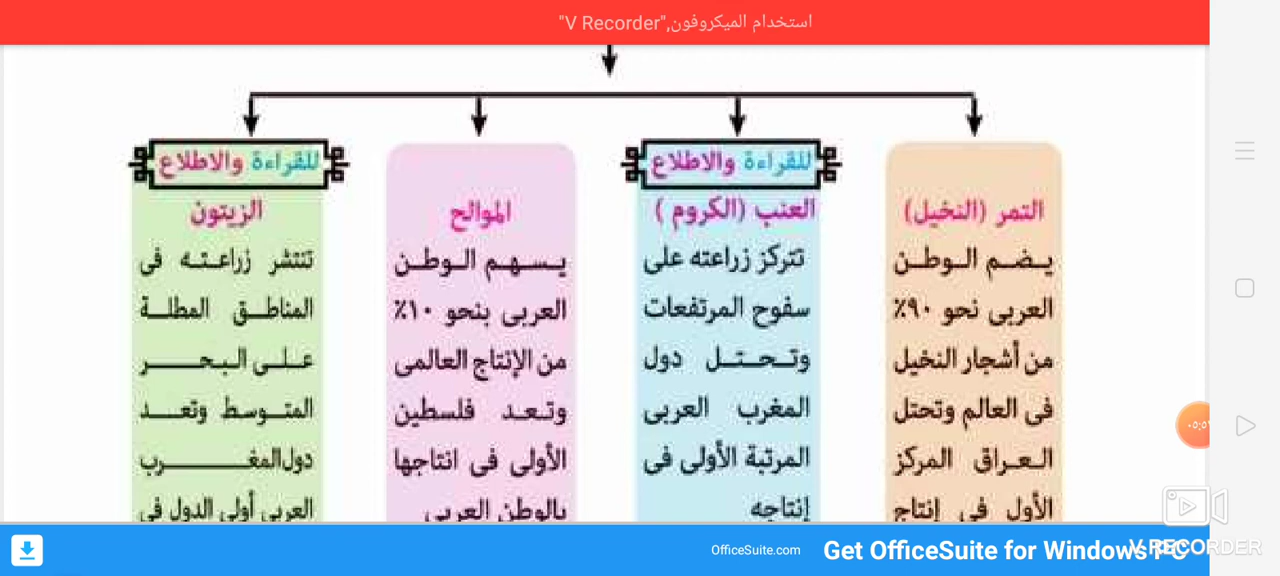 استخدام الميكروفون,"V Recorder"
التمر (النخيل)
يضم الوطن
العربى نحو ٩٠٪
من أشجار النخيل
فى العالم وتحتل
العراق المركز
الأول فى إنتاج
للقراءة والاطلاع
العنب (الكروم )
تتركز زراعته على
سفوح المرتفعات
وتحتل دول
المغرب العربى
المرتبة الأولى فى
إنتاجه
الموالح
يسهم الوطن
العربى بنحو ١٠٪
من الإنتاج العالمى
وتعد فلسطين
الأولى فى انتاجها
بالوطن العربى
للقراءة والاطلاع
الزيتون
تنتشر زراعته فى
المناطق المطلة
على البحر
المتوسط وتعد
دول المغرب
العربى أولى الدول فى
OfficeSuite.com
Get OfficeSuite for Windows PC
V RECORDER